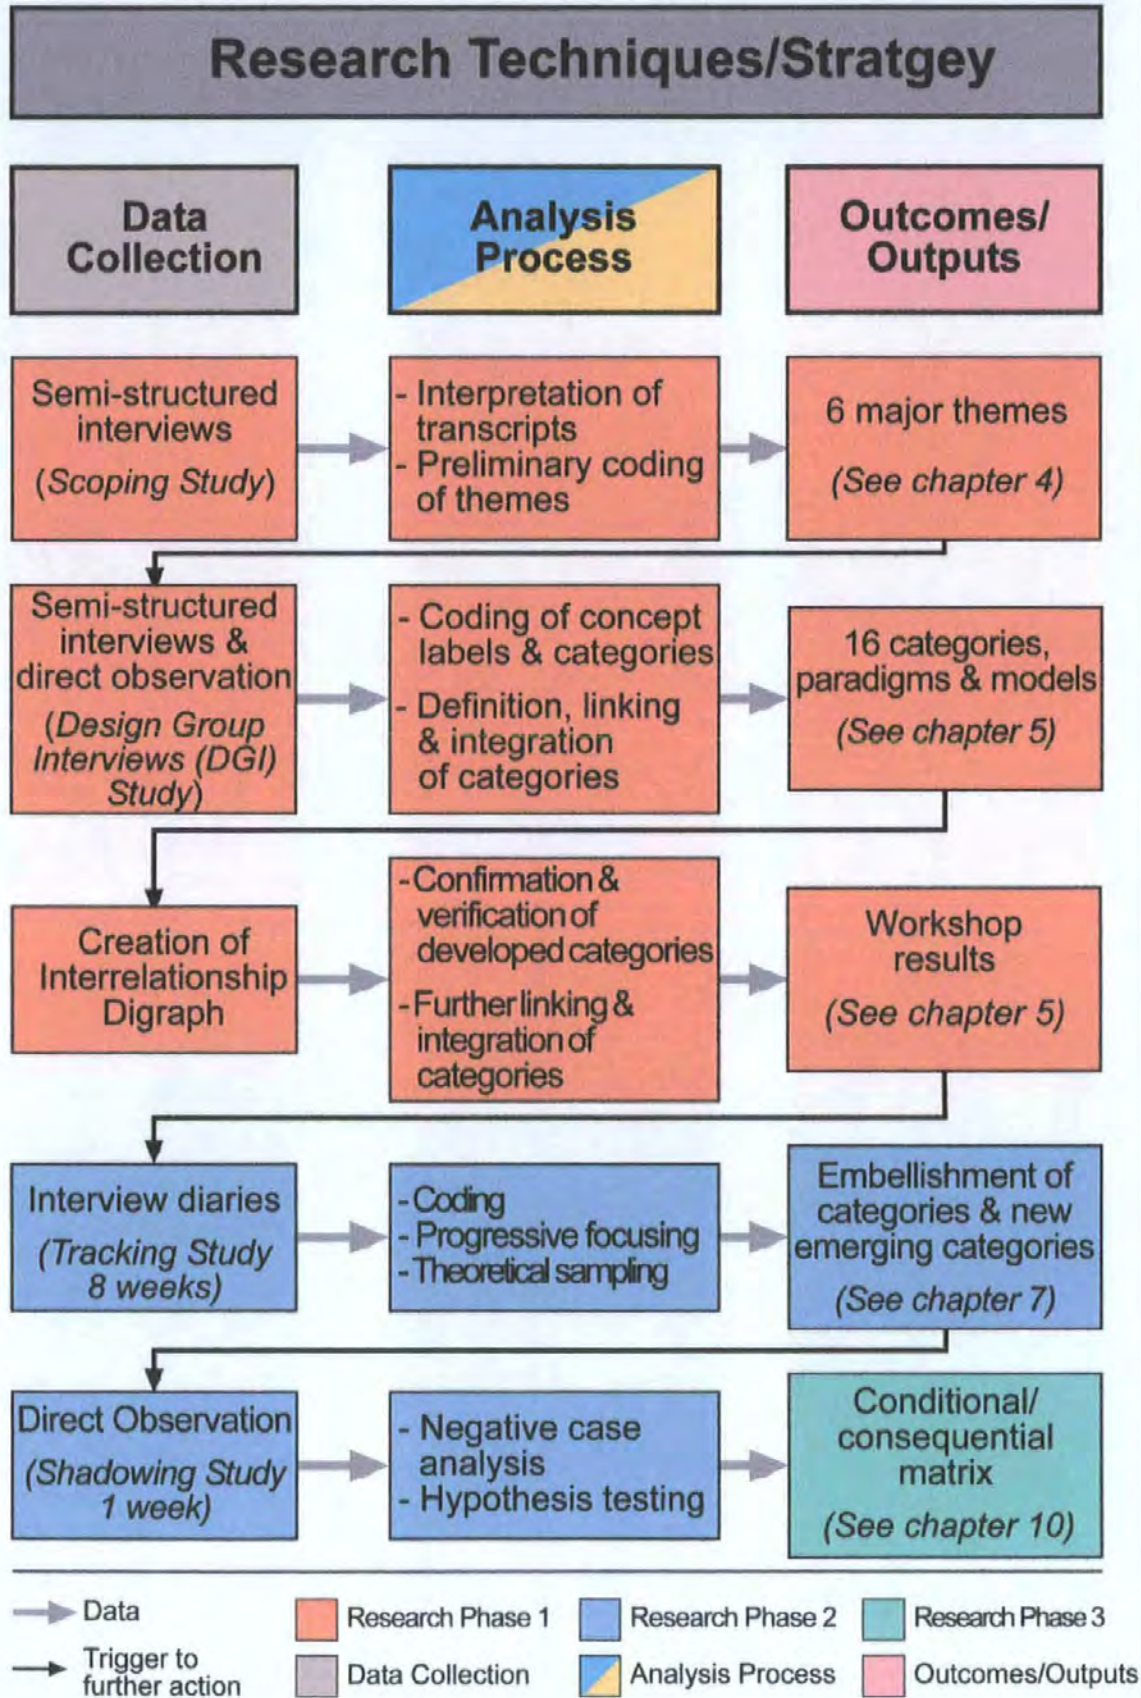 Research Techniques/Stratgey
Data
Collection
Analysis
Process
Outcomes/
Outputs
Semi-structured
interviews
(Scoping Study)
- Interpretation of
transcripts
- Preliminary coding
of themes
6 major themes
(See chapter 4)
Semi-structured
interviews &
direct observation
(Design Group
Interviews (DGI)
Study)
- Coding of concept
labels & categories
- Definition, linking
& integration
of categories
16 categories,
paradigms & models
(See chapter 5)
Creation of
Interrelationship
Digraph
- Confirmation &
verification of
developed categories
- Further linking &
integration of
categories
Workshop
results
(See chapter 5)
Interview diaries
(Tracking Study
8 weeks)
- Coding
- Progressive focusing
- Theoretical sampling
Embellishment of
categories & new
emerging categories
(See chapter 7)
Direct Observation
(Shadowing Study
1 week)
- Negative case
analysis
- Hypothesis testing
Conditional/
consequential
matrix
(See chapter 10)
Data
Research Phase 1
Research Phase 2
Research Phase 3
Trigger to
further action
Data Collection
Analysis Process
Outcomes/Outputs